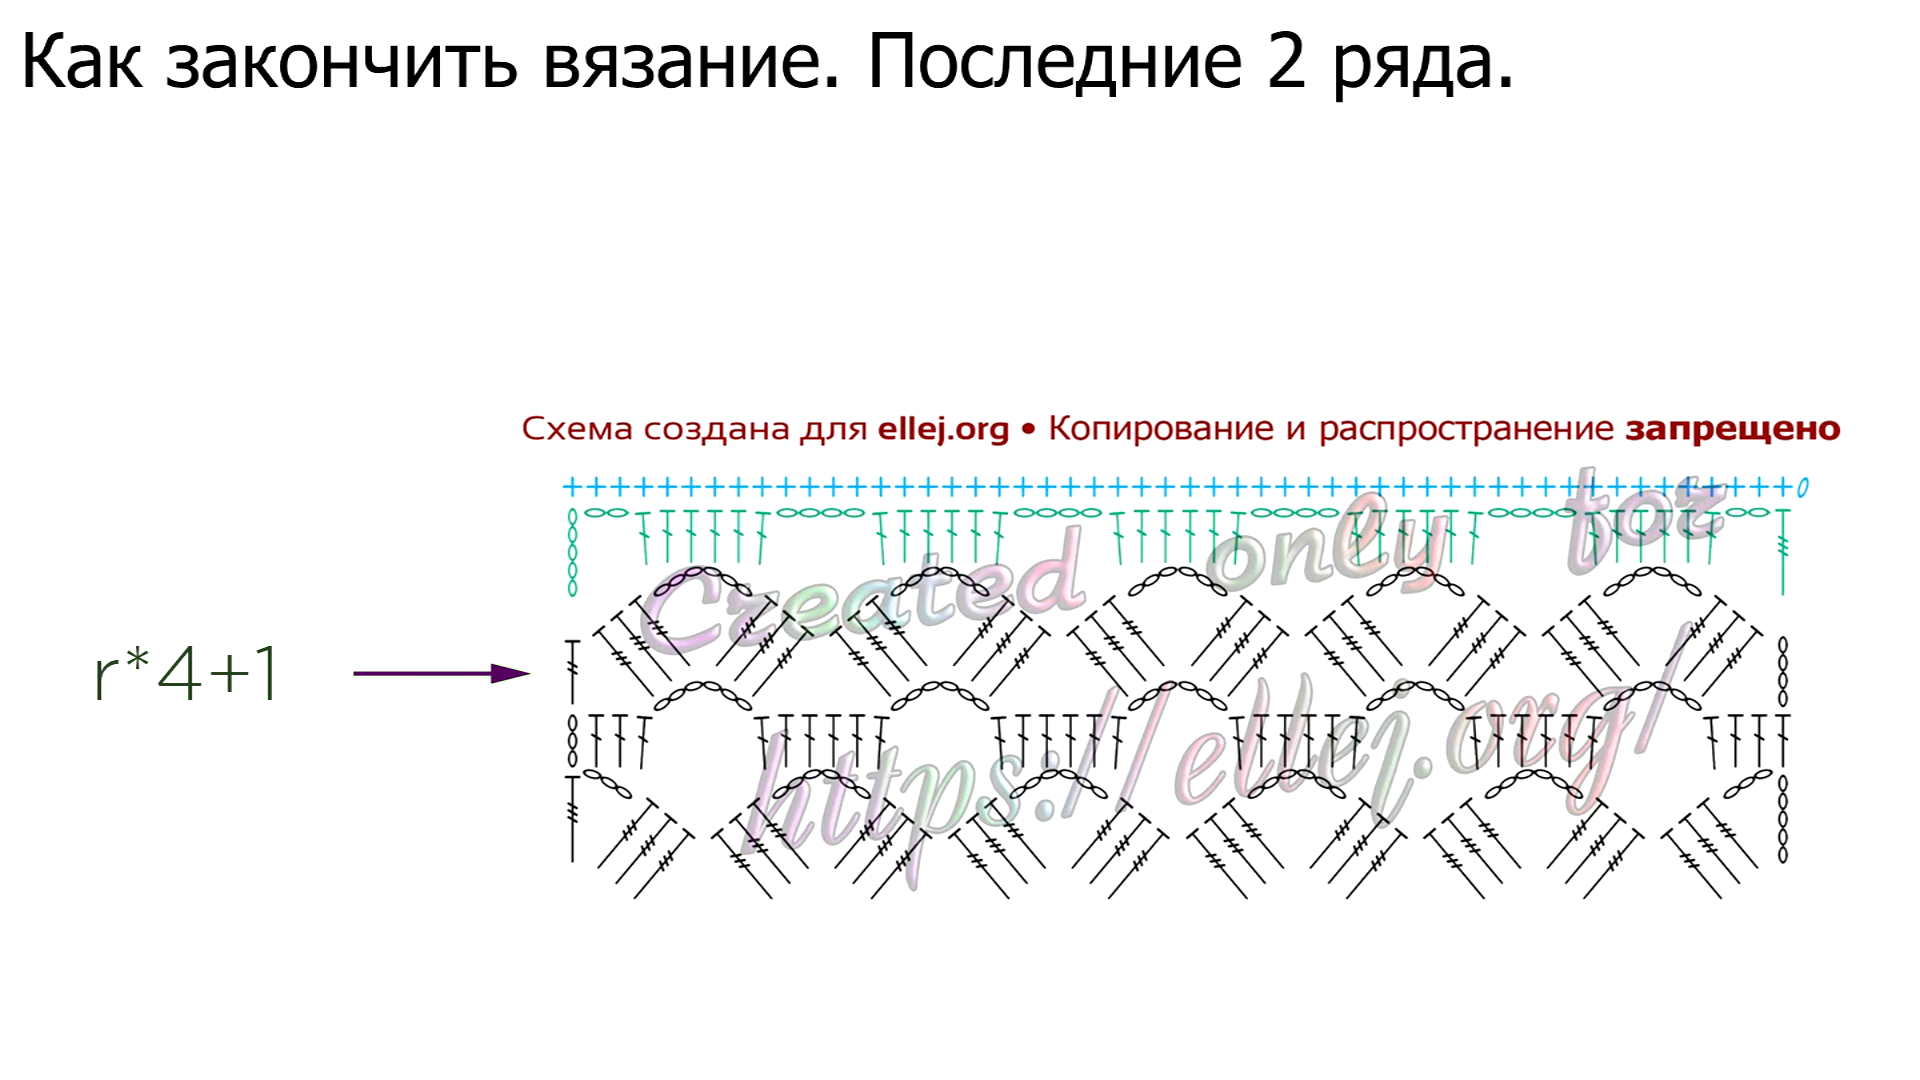 Как закончить вязание. Последние 2 ряда.
Схема создана для ellej.org • Копирование и распространение запрещено
Created only for
r*4+1
https://ellej.org/